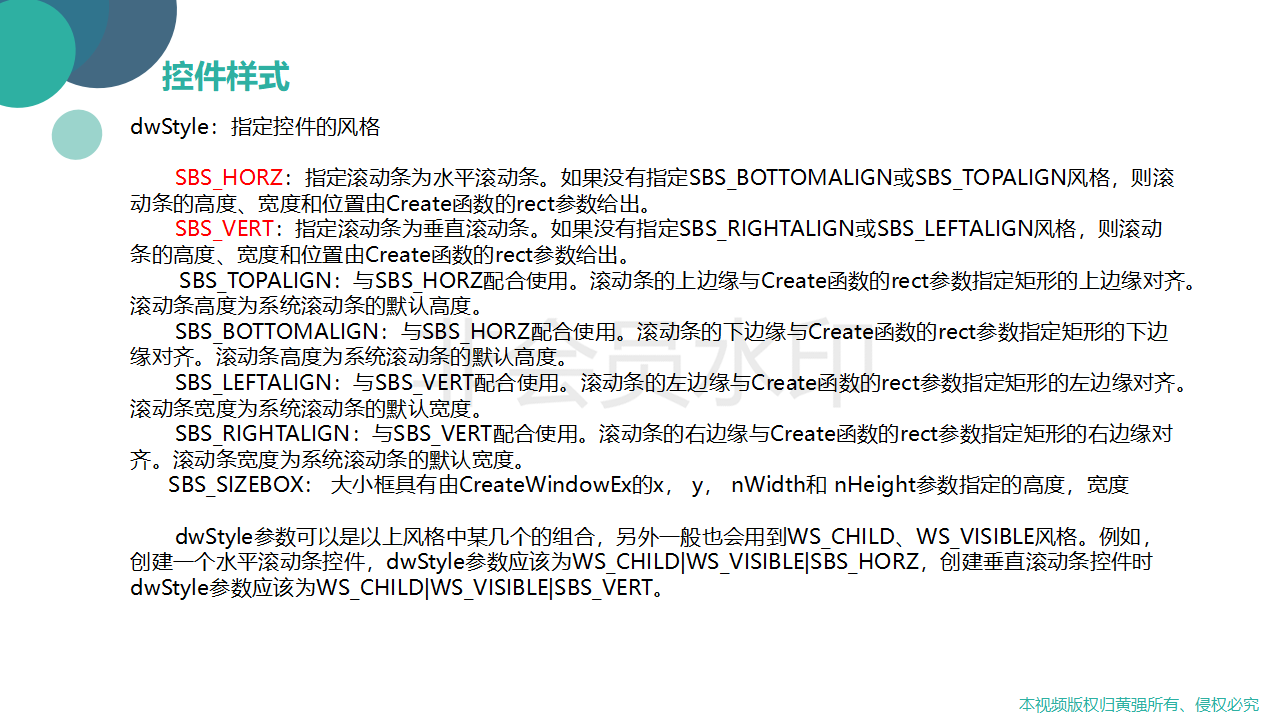 控件样式
dwStyle：指定控件的风格
SBS_HORZ：指定滚动条为水平滚动条。如果没有指定SBS_BOTTOMALIGN或SBS_TOPALIGN风格，则滚
动条的高度、宽度和位置由Create函数的rect参数给出。
SBS_VERT：指定滚动条为垂直滚动条。如果没有指定SBS_RIGHTALIGN或SBS_LEFTALIGN风格，则滚动
条的高度、宽度和位置由Create函数的rect参数给出。
SBS_TOPALIGN：与SBS_HORZ配合使用。滚动条的上边缘与Create函数的rect参数指定矩形的上边缘对齐。
滚动条高度为系统滚动条的默认高度。
SBS_BOTTOMALIGN：与SBS_HORZ配合使用。滚动条的下边缘与Create函数的rect参数指定矩形的下边
缘对齐。滚动条高度为系统滚动条的默认高度。
SBS_LEFTALIGN：与SBS_VERT配合使用。滚动条的左边缘与Create函数的rect参数指定矩形的左边缘对齐。
滚动条宽度为系统滚动条的默认宽度。
SBS_RIGHTALIGN：与SBS_VERT配合使用。滚动条的右边缘与Create函数的rect参数指定矩形的右边缘对
齐。滚动条宽度为系统滚动条的默认宽度。
SBS_SIZEBOX： 大小框具有由CreateWindowEx的x， y， nWidth和 nHeight参数指定的高度，宽度
dwStyle参数可以是以上风格中某几个的组合，另外一般也会用到WS_CHILD、WS_VISIBLE风格。例如，
创建一个水平滚动条控件，dwStyle参数应该为WS_CHILD|WS_VISIBLE|SBS_HORZ，创建垂直滚动条控件时
dwStyle参数应该为WS_CHILD|WS_VISIBLE|SBS_VERT。
非会员水印
本视频版权归黄强所有、侵权必究